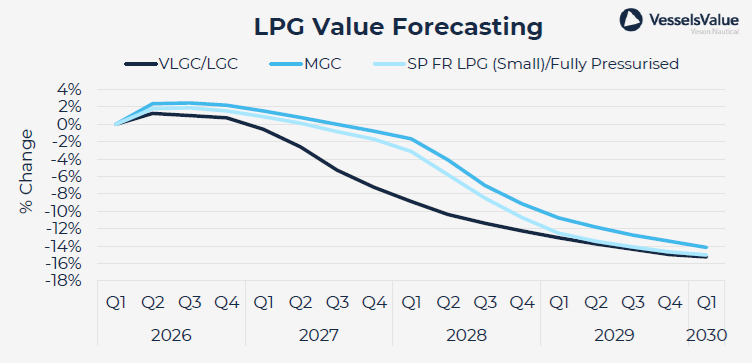 LPG Value Forecasting
VesselsValue
Veson Nautical
VLGC/LGC MGC SP FR LPG (Small)/Fully Pressurised
% Change
4%
2%
0%
-2%
-4%
-6%
-8%
-10%
-12%
-14%
-16%
-18%
Q1 Q2 Q3 Q4 Q1 Q2 Q3 Q4 Q1 Q2 Q3 Q4 Q1 Q2 Q3 Q4 Q1
2026 2027 2028 2029 2030